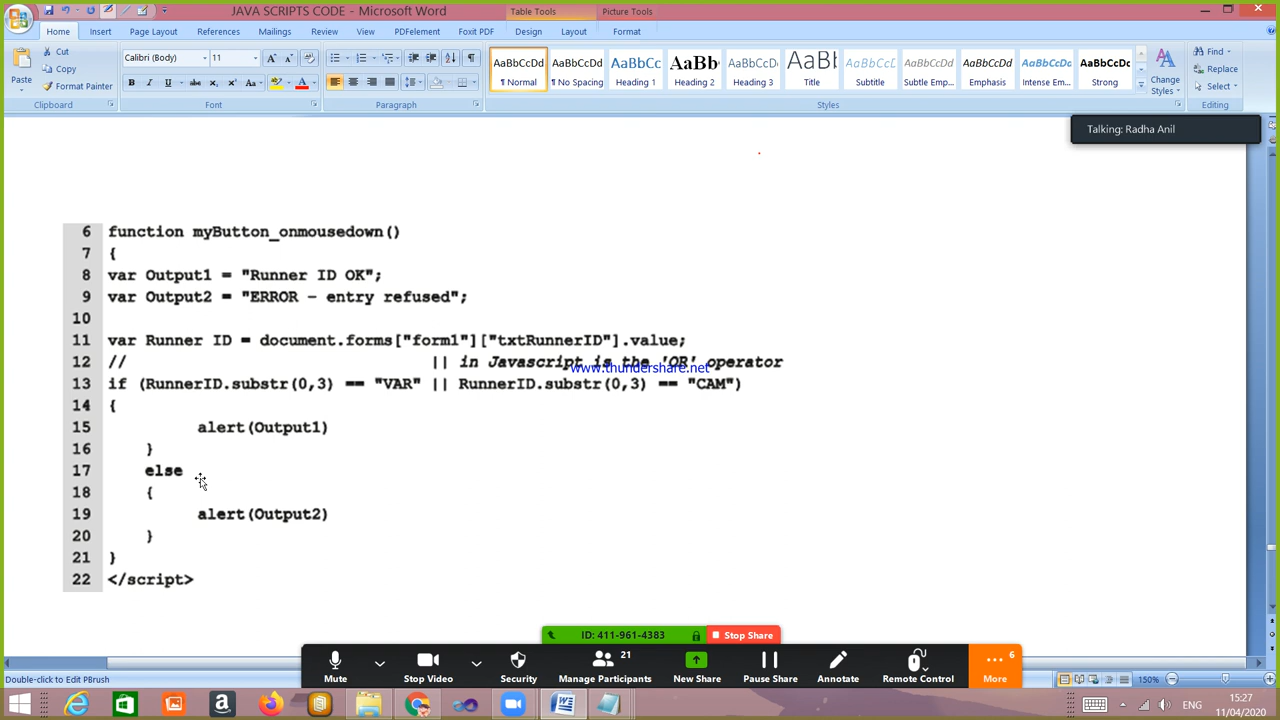 JAVA SCRIPTS CODE - Microsoft Word
Table Tools
Picture Tools
Home
Insert
Page Layout
References
Mailings
Review
View
PDFelement
Foxit PDF
Design
Layout
Format
Paste
Cut
Copy
Format Painter
Clipboard
Calibri (Body)
11
Font
Paragraph
AaBbCcDd
¶ Normal
AaBbCcDd
¶ No Spacing
AaBbCc
Heading 1
AaBb
Heading 2
AaBbCcD
Heading 3
AaB
Title
AaBbCcL
Subtitle
AaBbCcDd
Subtle Emp...
AaBbCcDd
Emphasis
AaBbCcDd
Intense Em...
AaBbCcDc
Strong
Change Styles
Styles
Find
Replace
Select
Editing
Talking: Radha Anil
6 function myButton_onmousedown()
7 {
8 var Output1 = "Runner ID OK";
9 var Output2 = "ERROR – entry refused";
10
11 var Runner ID = document.forms["form1"]["txtRunnerID"].value;
12 // || in Javascript is the 'OR' operator
www.thundershare.net
13 if (RunnerID.substr(0,3) == "VAR" || RunnerID.substr(0,3) == "CAM")
14 {
15 alert(Output1)
16 }
17 else
18 {
19 alert(Output2)
20 }
21 }
22 </script>
ID: 411-961-4383
Stop Share
Mute
Stop Video
Security
21
Manage Participants
New Share
Pause Share
Annotate
Remote Control
6
More
Double-click to Edit PBrush
150%
ENG
15:27
11/04/2020